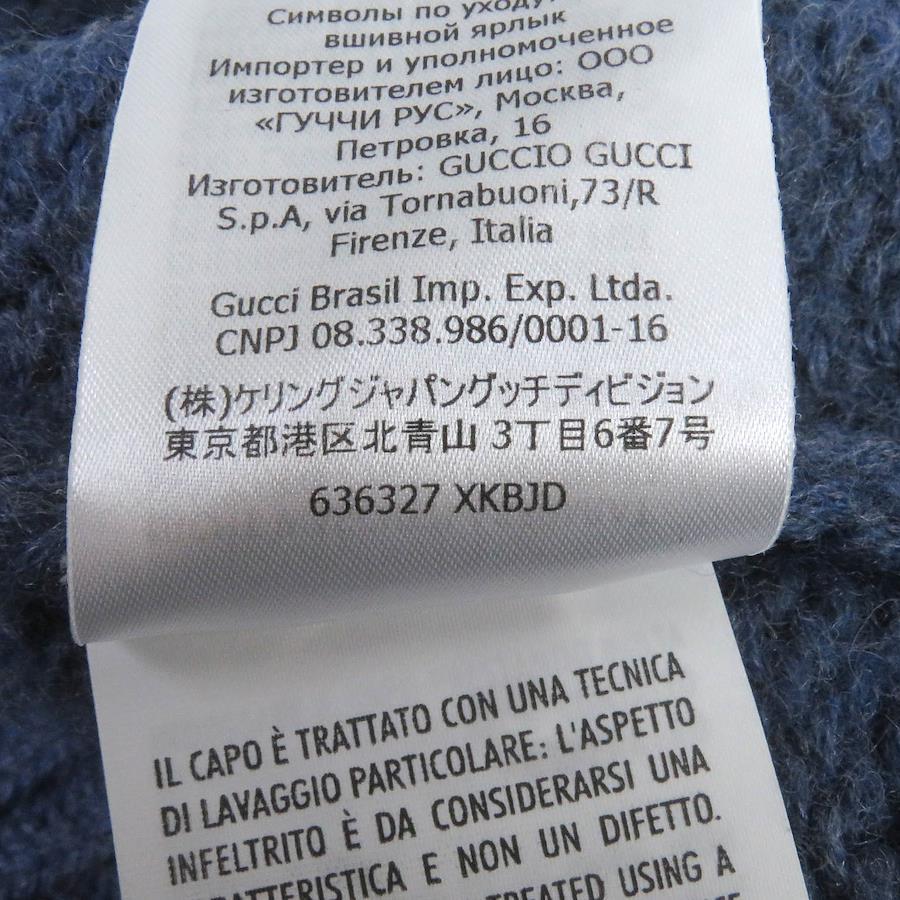 Символы по уходу:
вшивной ярлык
Импортер и уполномоченное
изготовителем лицо: ООО
«ГУЧЧИ РУС», Москва,
Петровка, 16
Изготовитель: GUCCIO GUCCI
S.p.A, via Tornabuoni,73/R
Firenze, Italia
Gucci Brasil Imp. Exp. Ltda.
CNPJ 08.338.986/0001-16
(株)ケリングジャパングッチディビジョン
東京都港区北青山 3丁目6番7号
636327 XKBJD
IL CAPO È TRATTATO CON UNA TECNICA
DI LAVAGGIO PARTICOLARE: L'ASPETTO
INFELTRITO È DA CONSIDERARSI UNA
CARATTERISTICA E NON UN DIFETTO.
TREATED USING A